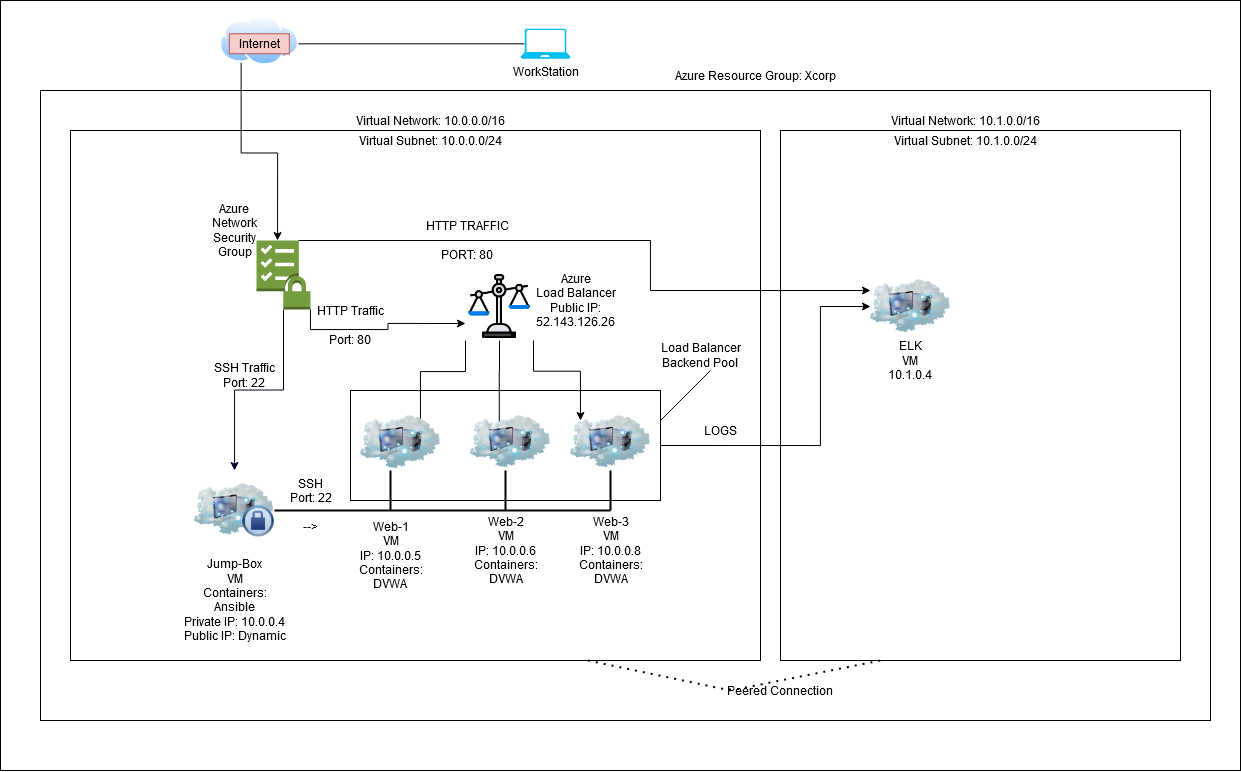 Internet
WorkStation
Azure Resource Group: Xcorp
Virtual Network: 10.0.0.0/16
Virtual Subnet: 10.0.0.0/24
Virtual Network: 10.1.0.0/16
Virtual Subnet: 10.1.0.0/24
Azure
Network
Security
Group
HTTP TRAFFIC
PORT: 80
HTTP Traffic
Port: 80
Azure
Load Balancer
Public IP:
52.143.126.26
SSH Traffic
Port: 22
Load Balancer
Backend Pool
ELK
VM
10.1.0.4
LOGS
SSH
Port: 22
-->
Web-1
VM
IP: 10.0.0.5
Containers:
DVWA
Web-2
VM
IP: 10.0.0.6
Containers:
DVWA
Web-3
VM
IP: 10.0.0.8
Containers:
DVWA
Jump-Box
VM
Containers:
Ansible
Private IP: 10.0.0.4
Public IP: Dynamic
Peered Connection